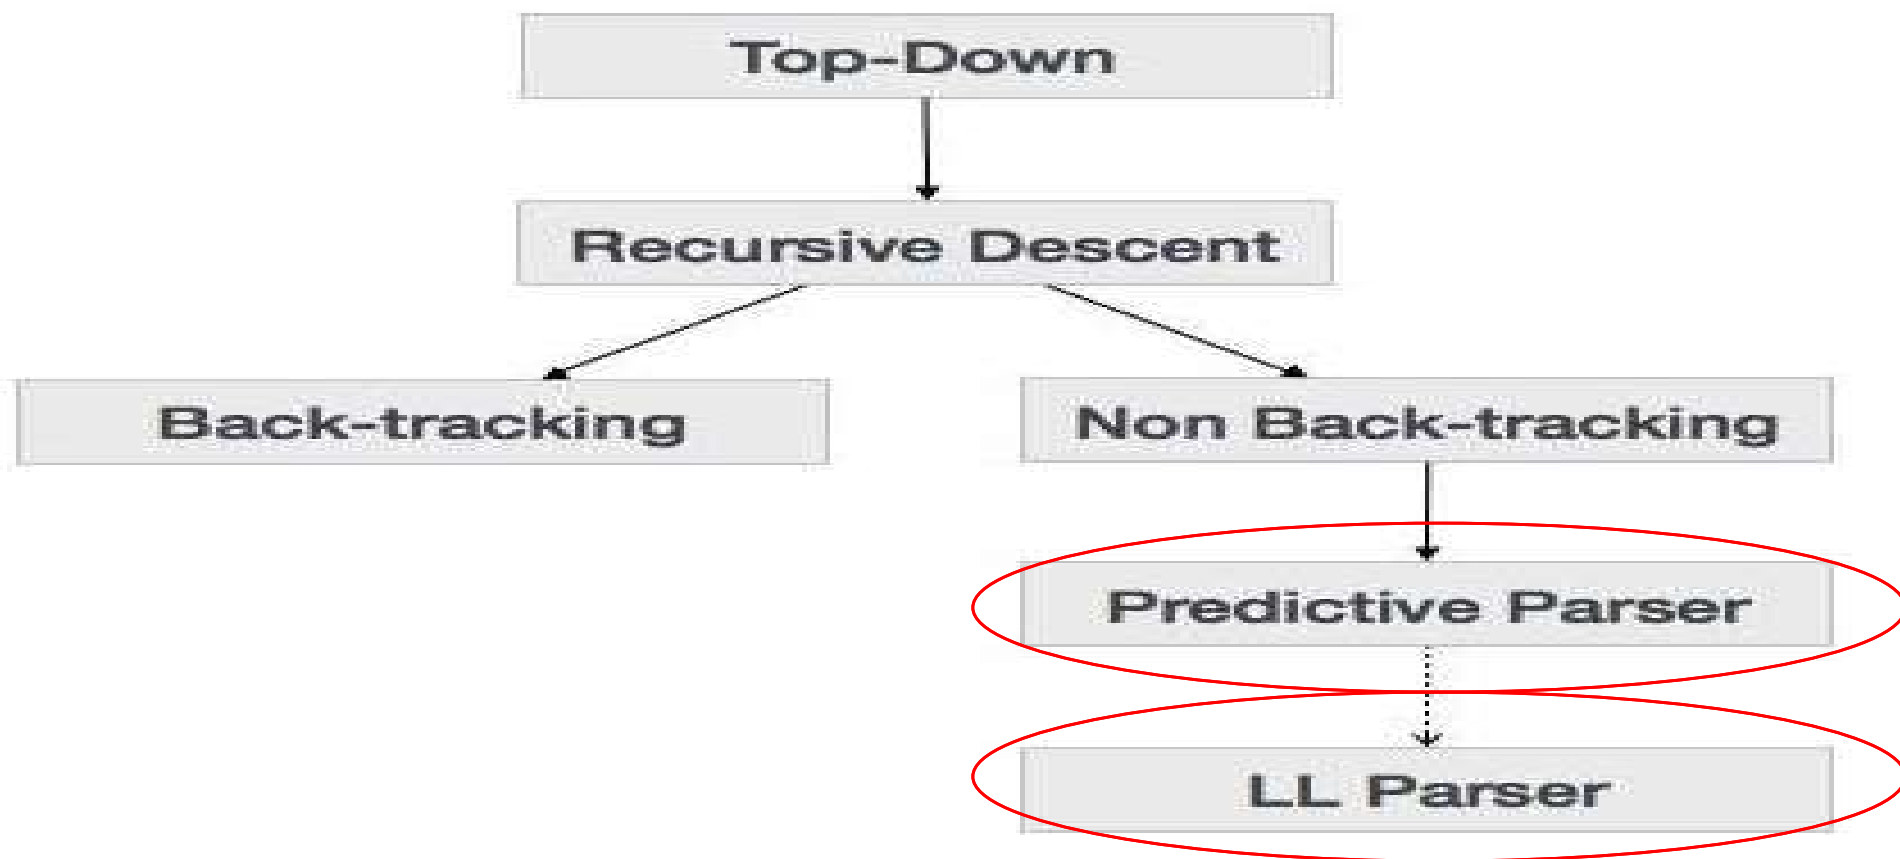 Top-Down
Recursive Descent
Back-tracking
Non Back-tracking
Predictive Parser
LL Parser